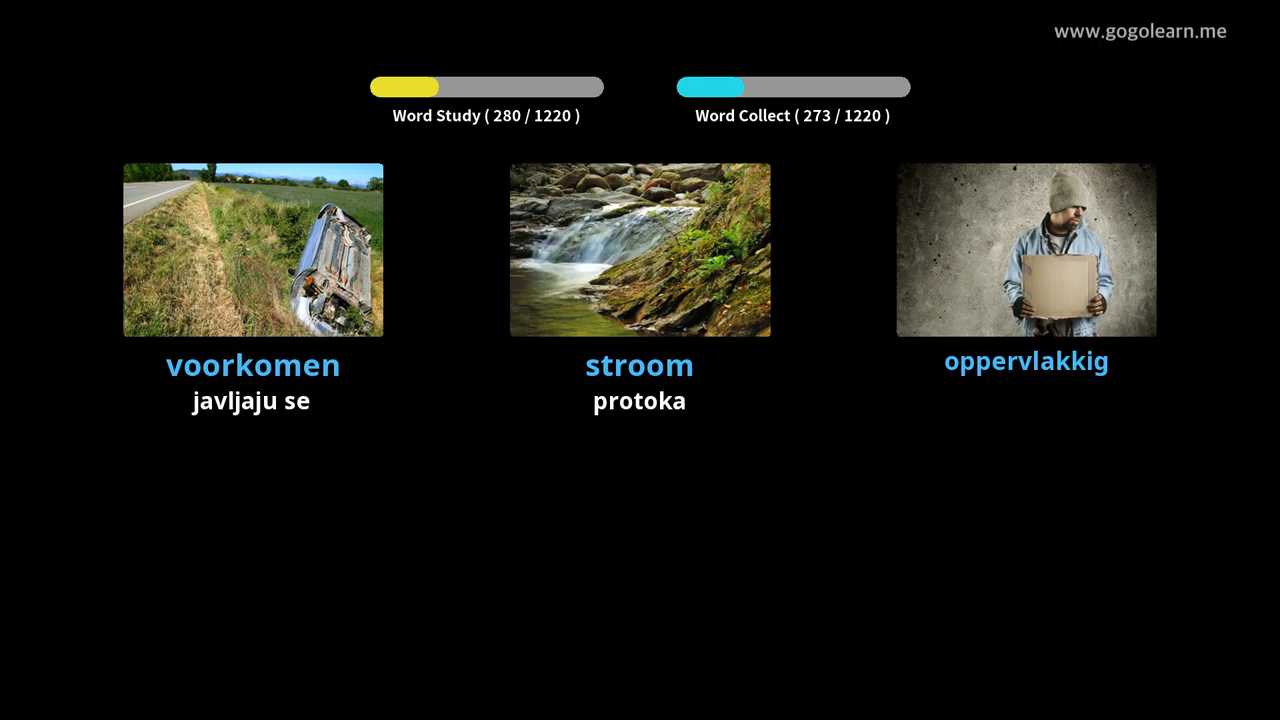 www.gogolearn.me
Word Study ( 280 / 1220 )
Word Collect ( 273 / 1220 )
voorkomen
javljaju se
stroom
protoka
oppervlakkig